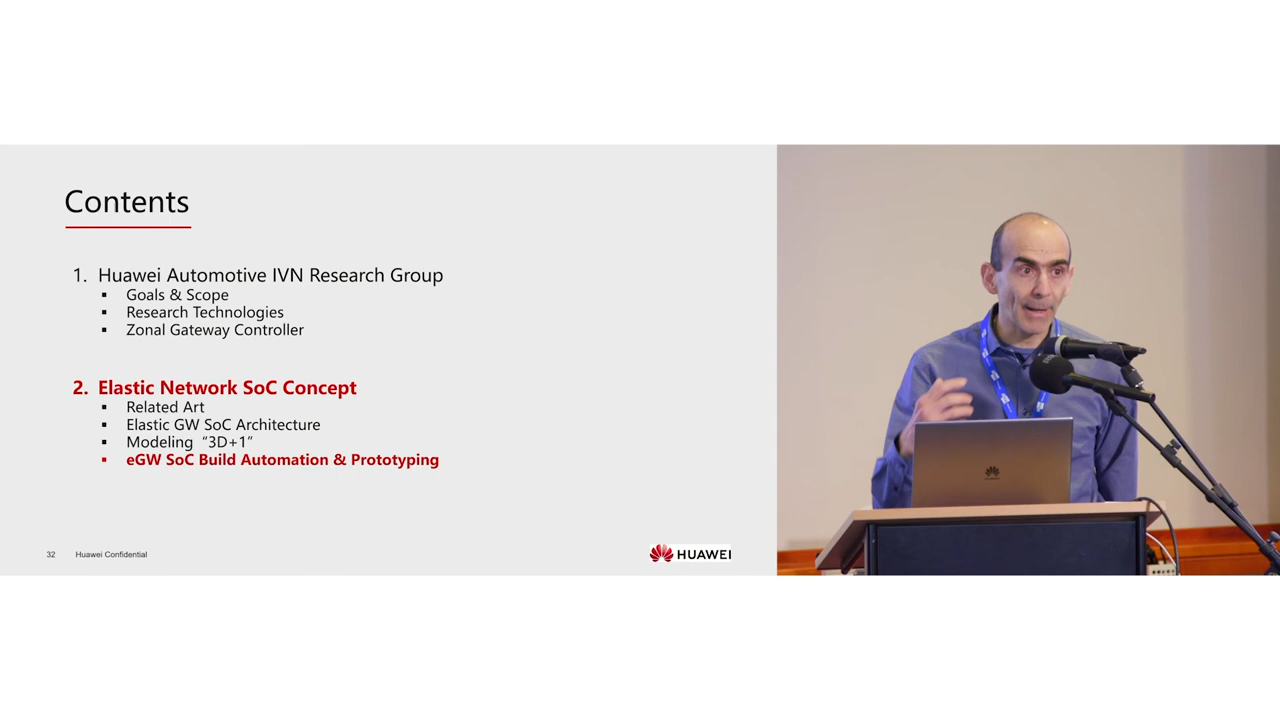 Contents
1. Huawei Automotive IVN Research Group
▪ Goals & Scope
▪ Research Technologies
▪ Zonal Gateway Controller
2. Elastic Network SoC Concept
▪ Related Art
▪ Elastic GW SoC Architecture
▪ Modeling “3D+1”
▪ eGW SoC Build Automation & Prototyping
32 Huawei Confidential
HUAWEI